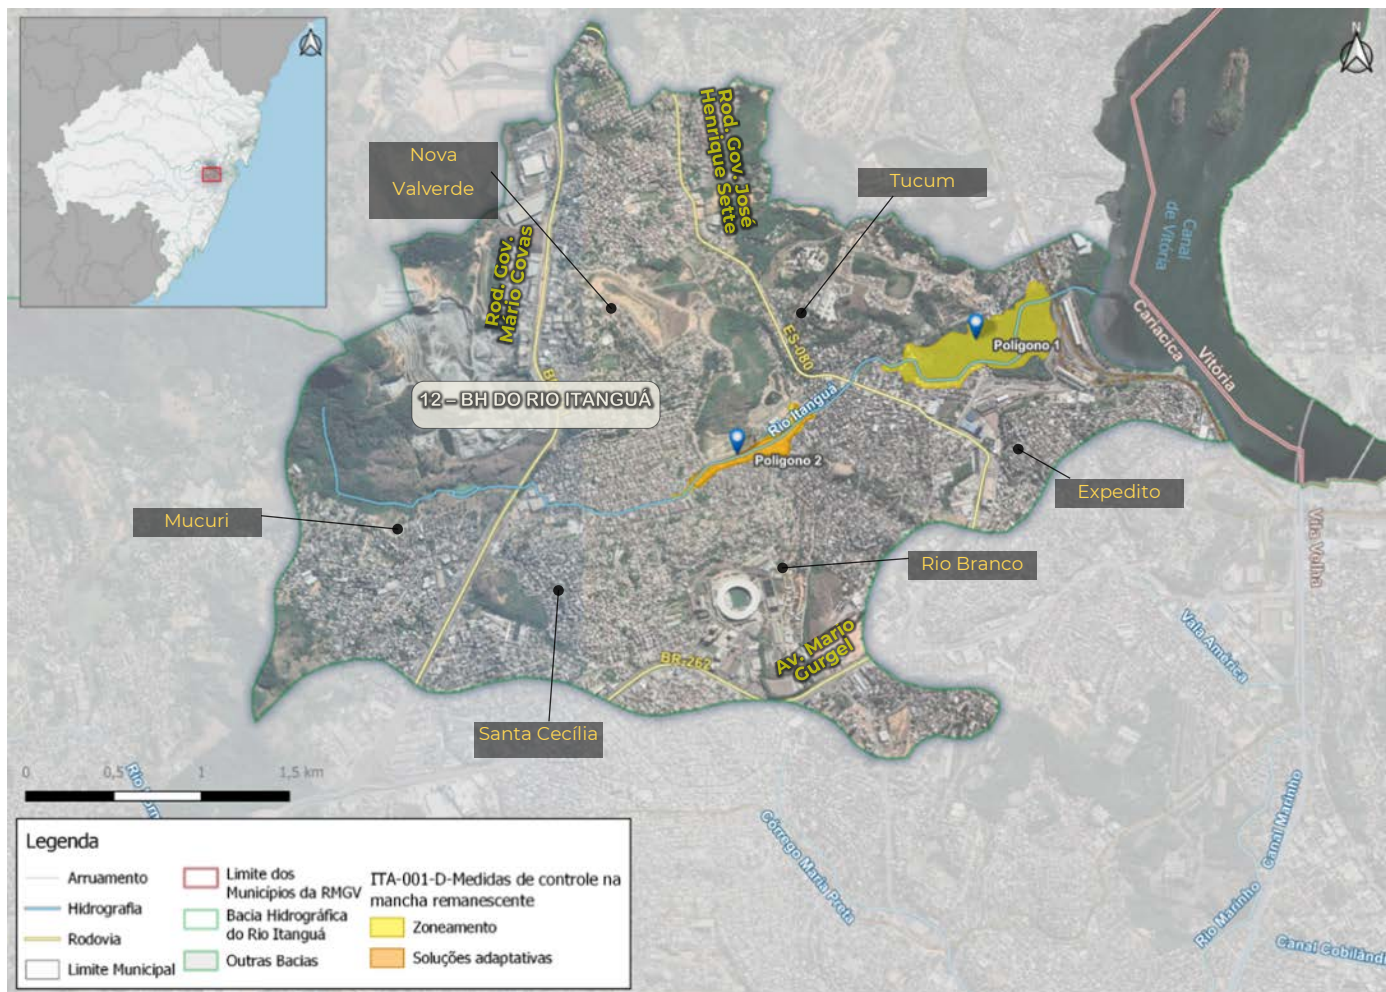 N
Nova
Valverde
Rod. Gov. José
Henrique Sette
Tucum
Canal
de Vitória
Rod. Gov.
Mário Covas
ES-080
Polígono 1
Cariacica
Vitória
12 – BH DO RIO ITANGUÁ
Rio Itanguá
Polígono 2
Expedito
Mucuri
Vila Velha
Rio Branco
Vala América
Av. Mario
Gurgel
BR-262
Santa Cecília
0 0,5 1 1,5 km
Córrego Maria Preta
Canal Marinho
Rio Marinho
Legenda
Arruamento
Hidrografia
Rodovia
Limite Municipal
Limite dos
Municípios da RMGV
Bacia Hidrográfica
do Rio Itanguá
Outras Bacias
ITA-001-D-Medidas de controle na
mancha remanescente
Zoneamento
Soluções adaptativas